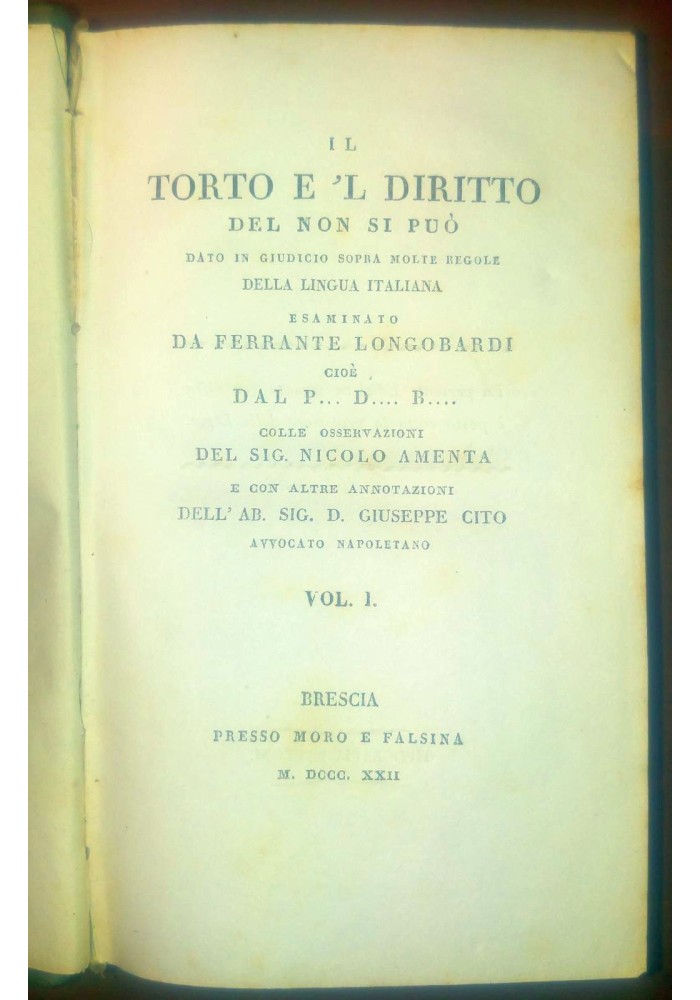 IL
TORTO E 'L DIRITTO
DEL NON SI PUÒ
DATO IN GIUDICIO SOPRA MOLTE REGOLE
DELLA LINGUA ITALIANA
ESAMINATO
DA FERRANTE LONGOBARDI
CIOÈ
DAL P... D.... B....
COLLE OSSERVAZIONI
DEL SIG. NICOLO AMENTA
E CON ALTRE ANNOTAZIONI
DELL' AB. SIG. D. GIUSEPPE CITO
AVVOCATO NAPOLETANO
VOL. I.
BRESCIA
PRESSO MORO E FALSINA
M. DCCC. XXII